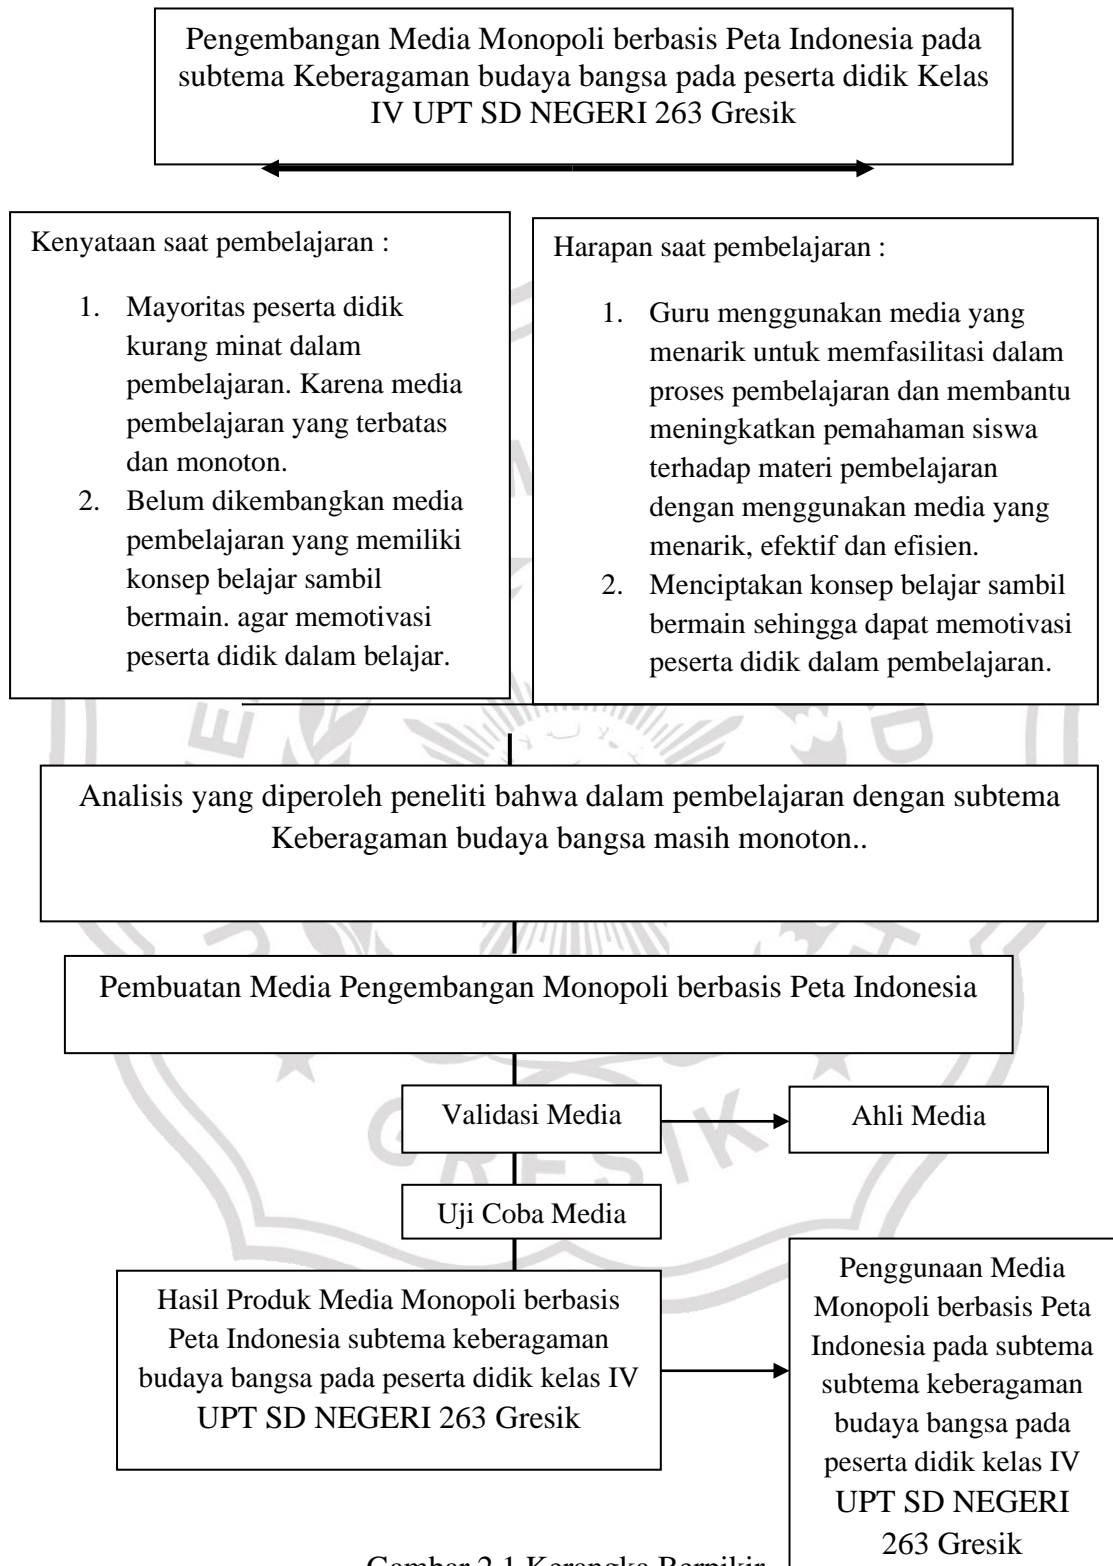 Pengembangan Media Monopoli berbasis Peta Indonesia pada
subtema Keberagaman budaya bangsa pada peserta didik Kelas
IV UPT SD NEGERI 263 Gresik
Kenyataan saat pembelajaran :
1. Mayoritas peserta didik
kurang minat dalam
pembelajaran. Karena media
pembelajaran yang terbatas
dan monoton.
2. Belum dikembangkan media
pembelajaran yang memiliki
konsep belajar sambil
bermain. agar memotivasi
peserta didik dalam belajar.
Harapan saat pembelajaran :
1. Guru menggunakan media yang
menarik untuk memfasilitasi dalam
proses pembelajaran dan membantu
meningkatkan pemahaman siswa
terhadap materi pembelajaran
dengan menggunakan media yang
menarik, efektif dan efisien.
2. Menciptakan konsep belajar sambil
bermain sehingga dapat memotivasi
peserta didik dalam pembelajaran.
Analisis yang diperoleh peneliti bahwa dalam pembelajaran dengan subtema
Keberagaman budaya bangsa masih monoton..
Pembuatan Media Pengembangan Monopoli berbasis Peta Indonesia
Validasi Media
Ahli Media
Uji Coba Media
Hasil Produk Media Monopoli berbasis
Peta Indonesia subtema keberagaman
budaya bangsa pada peserta didik kelas IV
UPT SD NEGERI 263 Gresik
Penggunaan Media
Monopoli berbasis Peta
Indonesia pada subtema
subtema keberagaman
budaya bangsa pada
peserta didik kelas IV
UPT SD NEGERI
263 Gresik
GRESIK
Gambar 2.1 Kerangka Berpikir